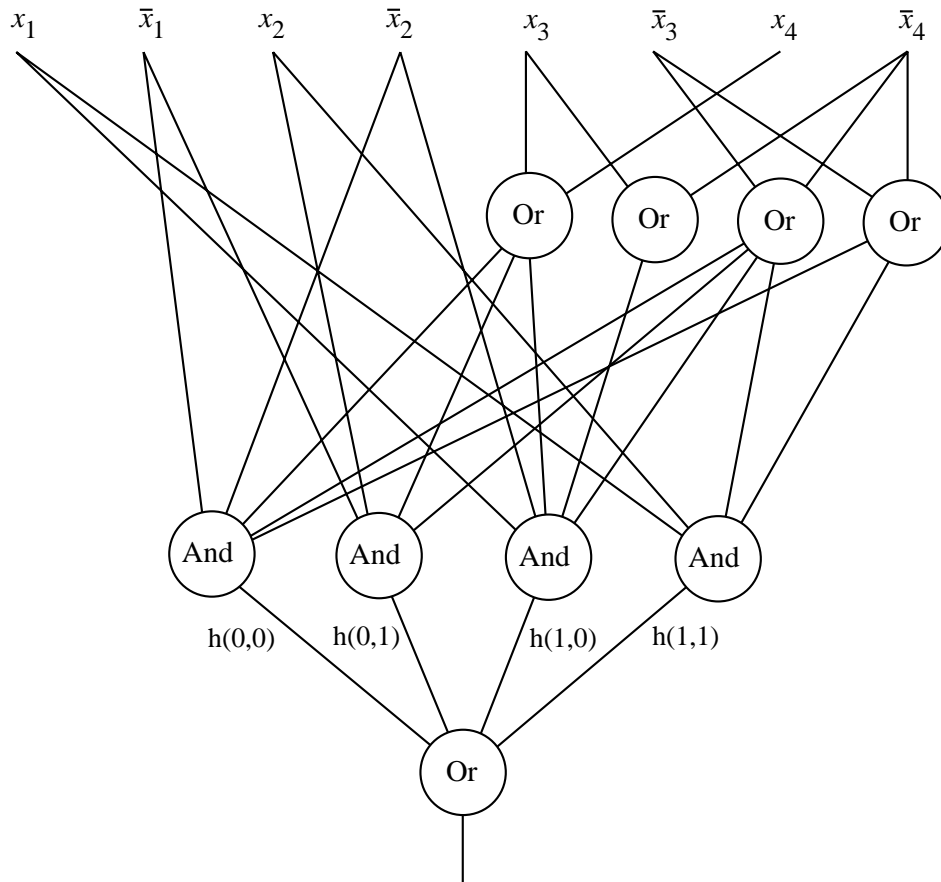 x₁ x̄₁ x₂ x̄₂ x₃ x̄₃ x₄ x̄₄
Or Or Or Or
And And And And
h(0,0) h(0,1) h(1,0) h(1,1)
Or